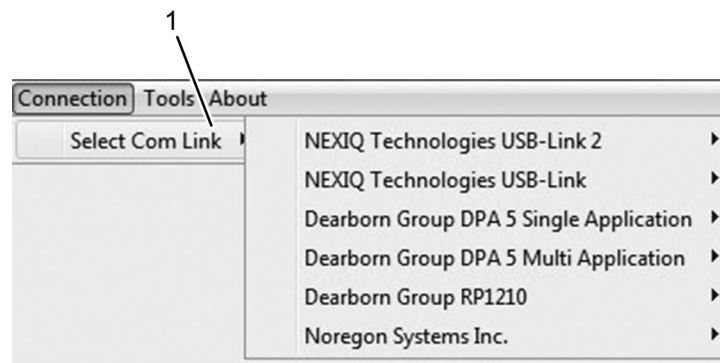 1
Connection Tools About
Select Com Link
NEXIQ Technologies USB-Link 2
NEXIQ Technologies USB-Link
Dearborn Group DPA 5 Single Application
Dearborn Group DPA 5 Multi Application
Dearborn Group RP1210
Noregon Systems Inc.